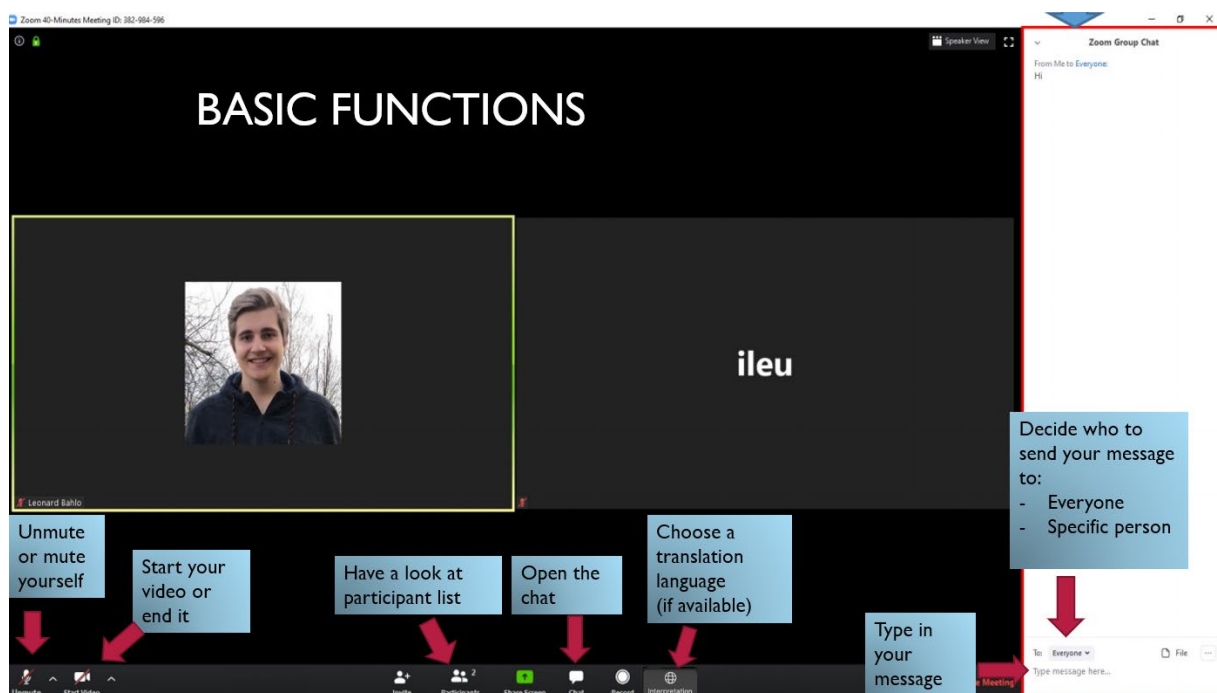 Zoom 40-Minutes Meeting ID: 382-984-596
Speaker View
Zoom Group Chat
From Me to Everyone:
Hi
BASIC FUNCTIONS
ileu
Leonard Bahlo
Decide who to
send your message
to:
- Everyone
- Specific person
Unmute
or mute
yourself
Start your
video or
end it
Have a look at
participant list
Open the
chat
Choose a
translation
language
(if available)
Type in
your
message
To: Everyone
File
Type message here...
Unmute
Start Video
Invite
Participants
2
Share Screen
Chat
Record
Interpretation
Meeting